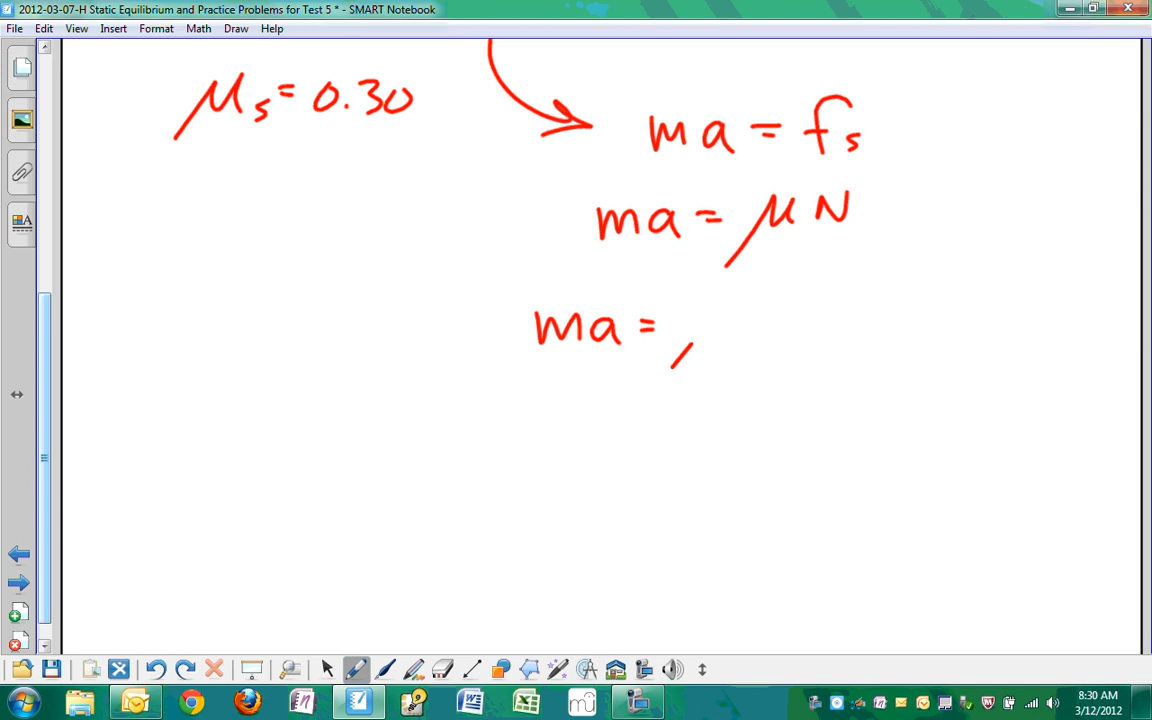 2012-03-07-H Static Equilibrium and Practice Problems for Test 5 * - SMART Notebook
File Edit View Insert Format Math Draw Help
μs = 0.30
ma = fs
ma = μN
ma =
8:30 AM
3/12/2012